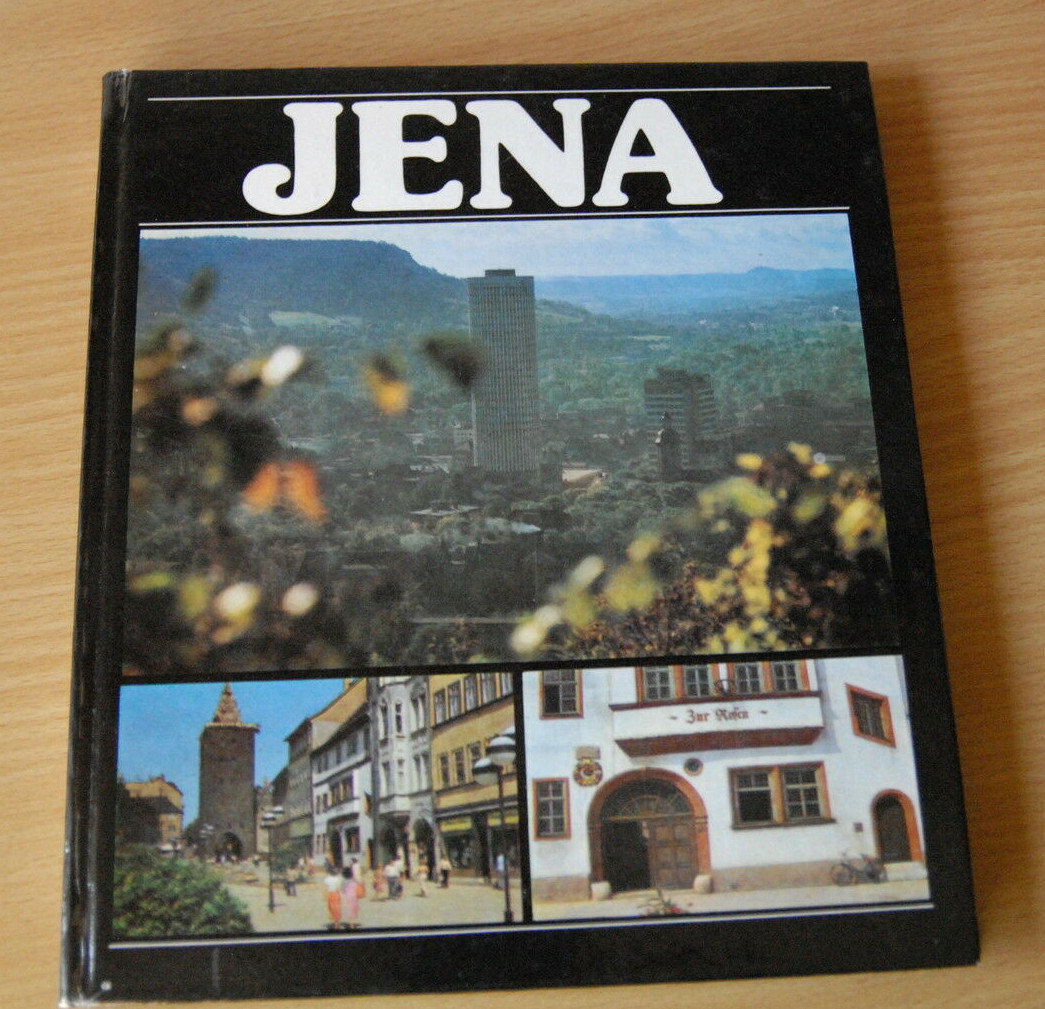 JENA
~ Zur Rosen ~